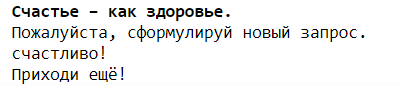 Счастье – как здоровье.
Пожалуйста, сформулируй новый запрос.
счастливо!
Приходи ещё!